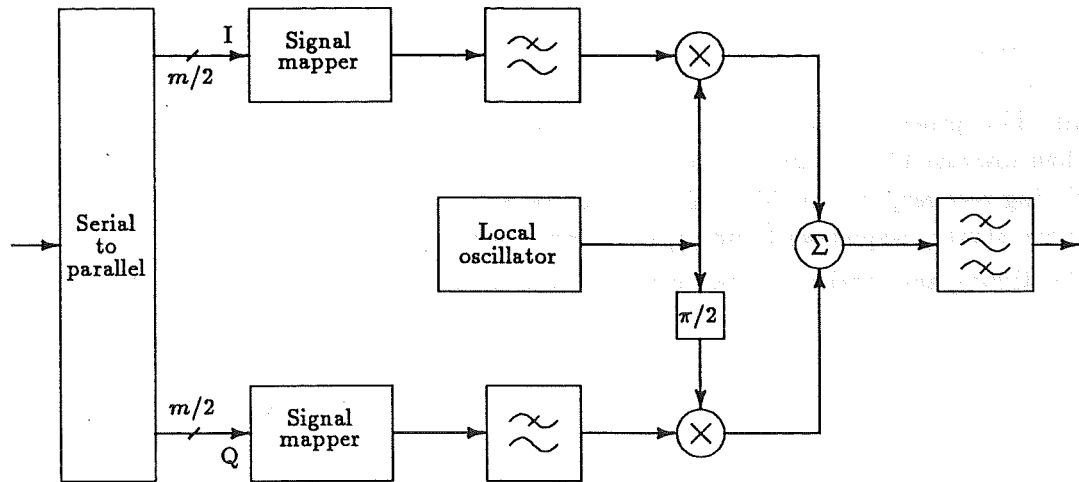 I
m/2
Signal
mapper
Serial
to
parallel
Local
oscillator
Σ
π/2
m/2
Q
Signal
mapper